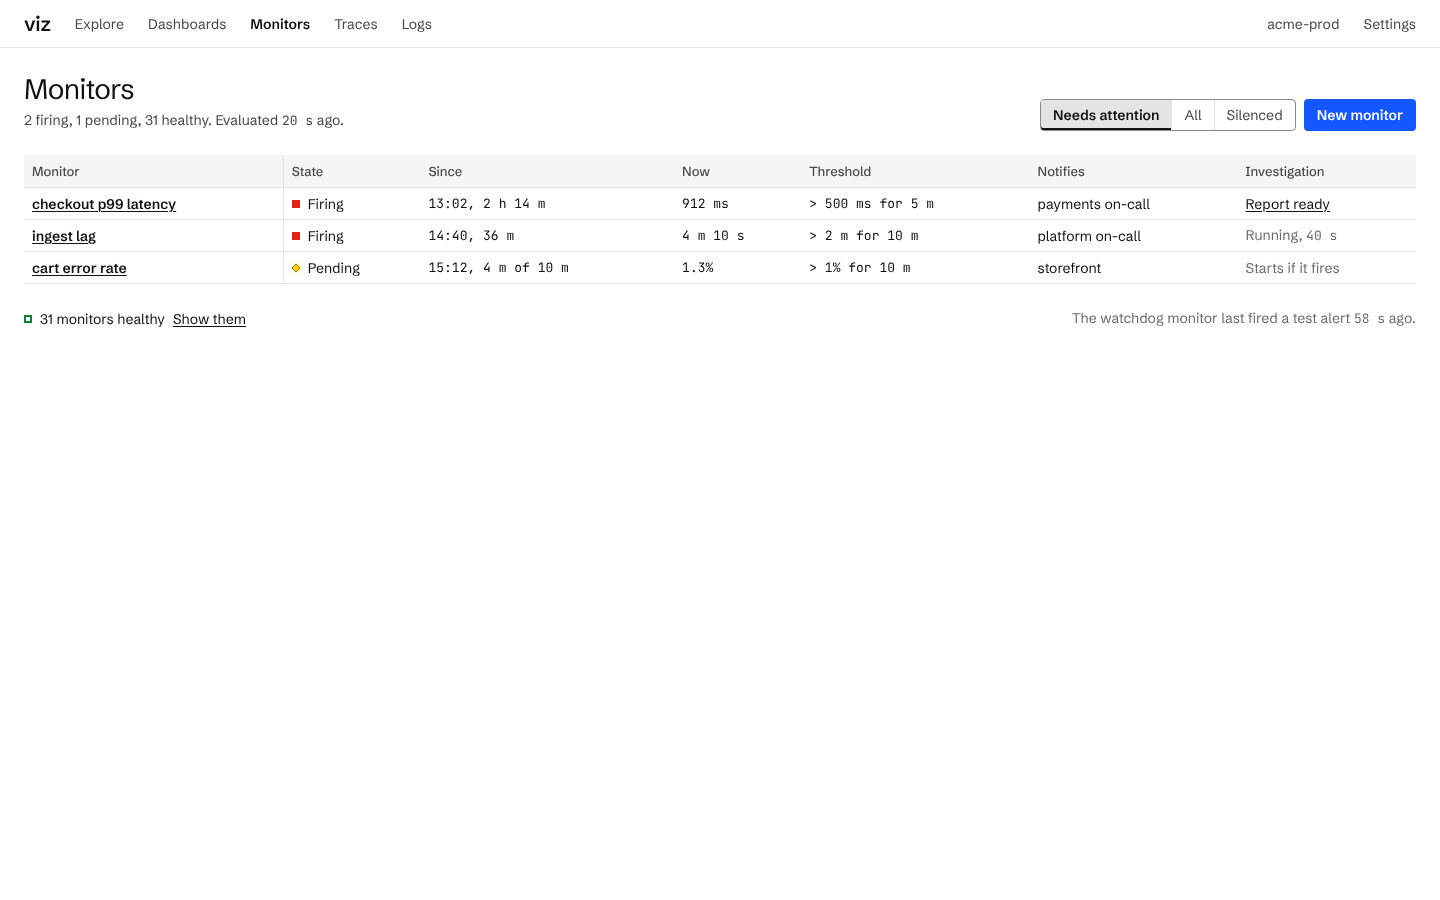 viz Explore Dashboards Monitors Traces Logs acme-prod Settings
Monitors
2 firing, 1 pending, 31 healthy. Evaluated 20 s ago.
Needs attention All Silenced New monitor
Monitor State Since Now Threshold Notifies Investigation
checkout p99 latency Firing 13:02, 2 h 14 m 912 ms > 500 ms for 5 m payments on-call Report ready
ingest lag Firing 14:40, 36 m 4 m 10 s > 2 m for 10 m platform on-call Running, 40 s
cart error rate Pending 15:12, 4 m of 10 m 1.3% > 1% for 10 m storefront Starts if it fires
31 monitors healthy Show them The watchdog monitor last fired a test alert 58 s ago.